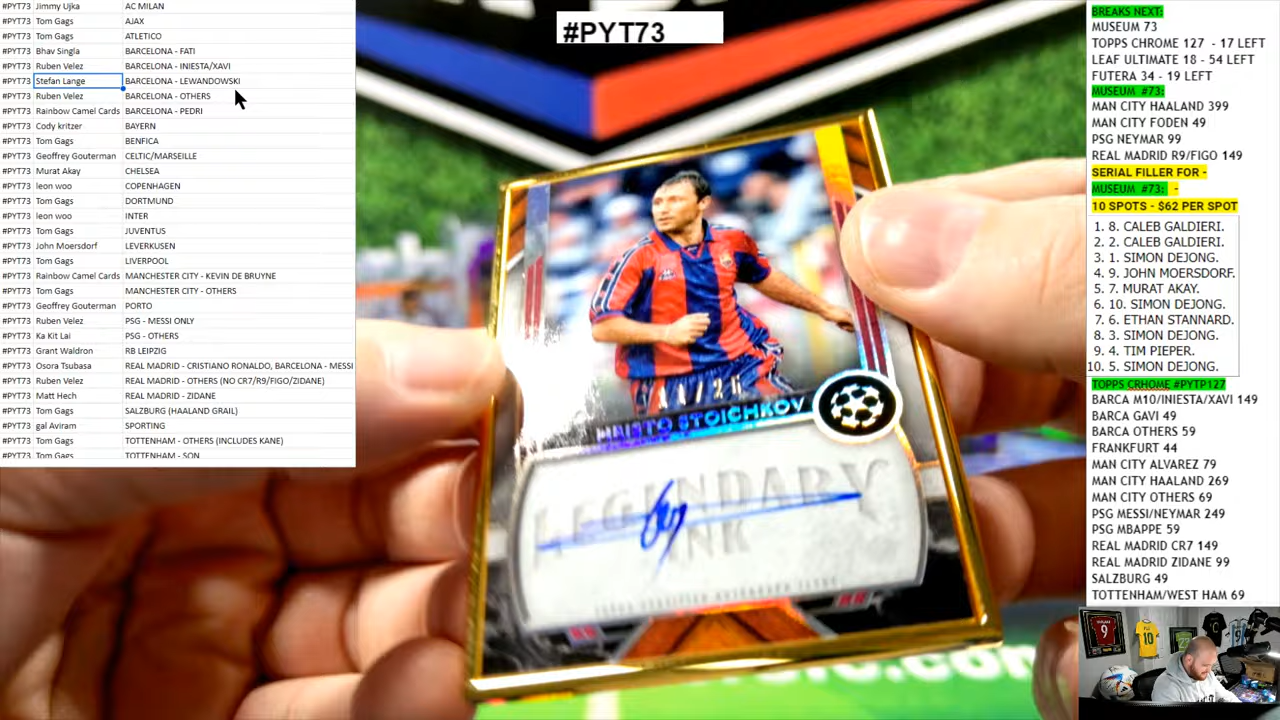 #PYT73 Jimmy Ujka AC MILAN
#PYT73 Tom Gags AJAX
#PYT73 Tom Gags ATLETICO
#PYT73 Bhav Singla BARCELONA - FATI
#PYT73 Ruben Velez BARCELONA - INIESTA/XAVI
#PYT73 Stefan Lange BARCELONA - LEWANDOWSKI
#PYT73 Ruben Velez BARCELONA - OTHERS
#PYT73 Rainbow Camel Cards BARCELONA - PEDRI
#PYT73 Cody kritzer BAYERN
#PYT73 Tom Gags BENFICA
#PYT73 Geoffrey Gouterman CELTIC/MARSEILLE
#PYT73 Murat Akay CHELSEA
#PYT73 leon woo COPENHAGEN
#PYT73 Tom Gags DORTMUND
#PYT73 leon woo INTER
#PYT73 Tom Gags JUVENTUS
#PYT73 John Moersdorf LEVERKUSEN
#PYT73 Tom Gags LIVERPOOL
#PYT73 Rainbow Camel Cards MANCHESTER CITY - KEVIN DE BRUYNE
#PYT73 Tom Gags MANCHESTER CITY - OTHERS
#PYT73 Geoffrey Gouterman PORTO
#PYT73 Ruben Velez PSG - MESSI ONLY
#PYT73 Ka Kit Lai PSG - OTHERS
#PYT73 Grant Waldron RB LEIPZIG
#PYT73 Osora Tsubasa REAL MADRID - CRISTIANO RONALDO, BARCELONA - MESSI
#PYT73 Ruben Velez REAL MADRID - OTHERS (NO CR7/R9/FIGO/ZIDANE)
#PYT73 Matt Hech REAL MADRID - ZIDANE
#PYT73 Tom Gags SALZBURG (HAALAND GRAIL)
#PYT73 gal Aviram SPORTING
#PYT73 Tom Gags TOTTENHAM - OTHERS (INCLUDES KANE)
#PYT73 Tom Gags TOTTENHAM - SON
#PYT73
HRISTO STOICHKOV
LEGENDARY
INK
TOPPS CERTIFIED AUTOGRAPH ISSUE
BREAKS NEXT:
MUSEUM 73
TOPPS CHROME 127 - 17 LEFT
LEAF ULTIMATE 18 - 54 LEFT
FUTERA 34 - 19 LEFT
MUSEUM #73:
MAN CITY HAALAND 399
MAN CITY FODEN 49
PSG NEYMAR 99
REAL MADRID R9/FIGO 149
SERIAL FILLER FOR -
MUSEUM #73: -
10 SPOTS - $62 PER SPOT
1. 8. CALEB GALDIERI.
2. 2. CALEB GALDIERI.
3. 1. SIMON DEJONG.
4. 9. JOHN MOERSDORF.
5. 7. MURAT AKAY.
6. 10. SIMON DEJONG.
7. 6. ETHAN STANNARD.
8. 3. SIMON DEJONG.
9. 4. TIM PIEPER.
10. 5. SIMON DEJONG.
TOPPS CRHOME #PYTP127
BARCA M10/INIESTA/XAVI 149
BARCA GAVI 49
BARCA OTHERS 59
FRANKFURT 44
MAN CITY ALVAREZ 79
MAN CITY HAALAND 269
MAN CITY OTHERS 69
PSG MESSI/NEYMAR 249
PSG MBAPPE 59
REAL MADRID CR7 149
REAL MADRID ZIDANE 99
SALZBURG 49
TOTTENHAM/WEST HAM 69